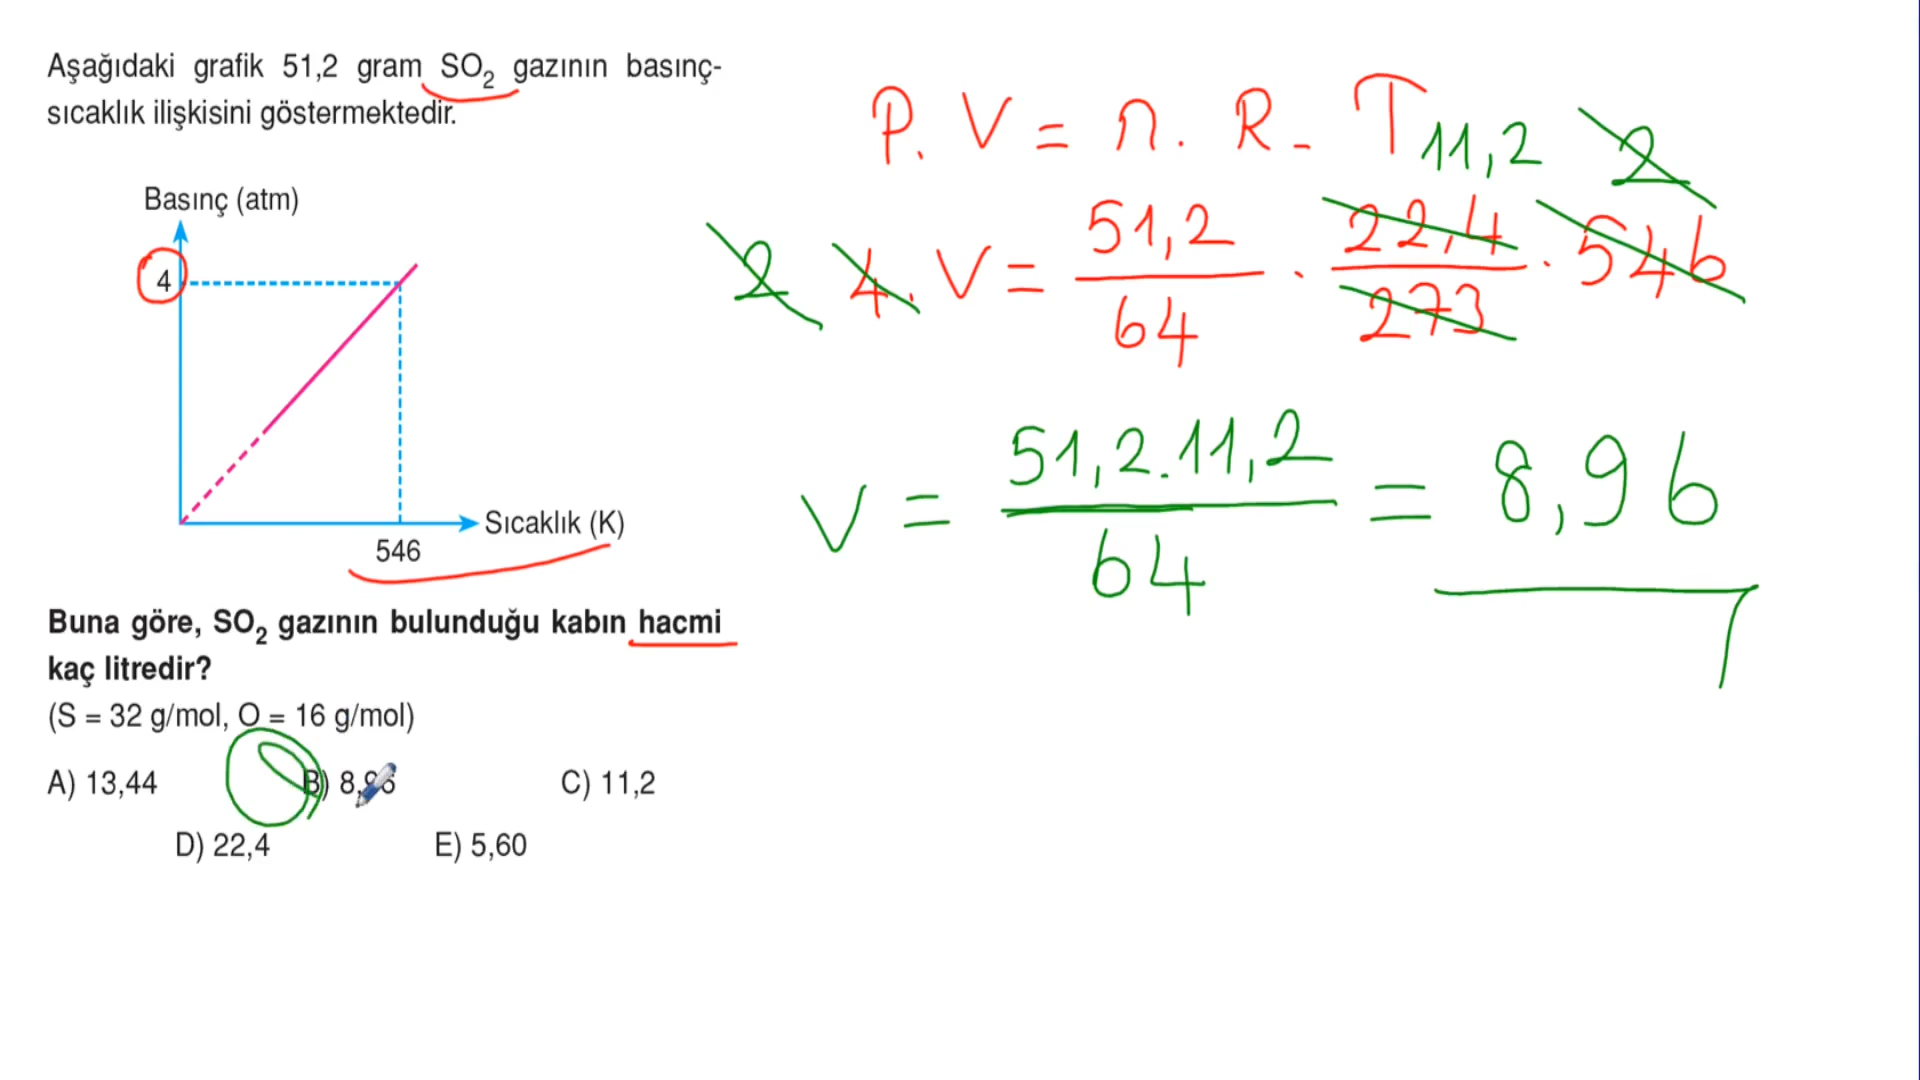 Aşağıdaki grafik 51,2 gram SO₂ gazının basınç-
sıcaklık ilişkisini göstermektedir.
Basınç (atm)
4
Sıcaklık (K)
546
Buna göre, SO₂ gazının bulunduğu kabın hacmi
kaç litredir?
(S = 32 g/mol, O = 16 g/mol)
A) 13,44 B) 8,96 C) 11,2
D) 22,4 E) 5,60
P. V = n. R. T
11,2 2
2 4. V = 51,2/64 . 22,4/273 . 546
V = 51,2.11,2/64 = 8,96